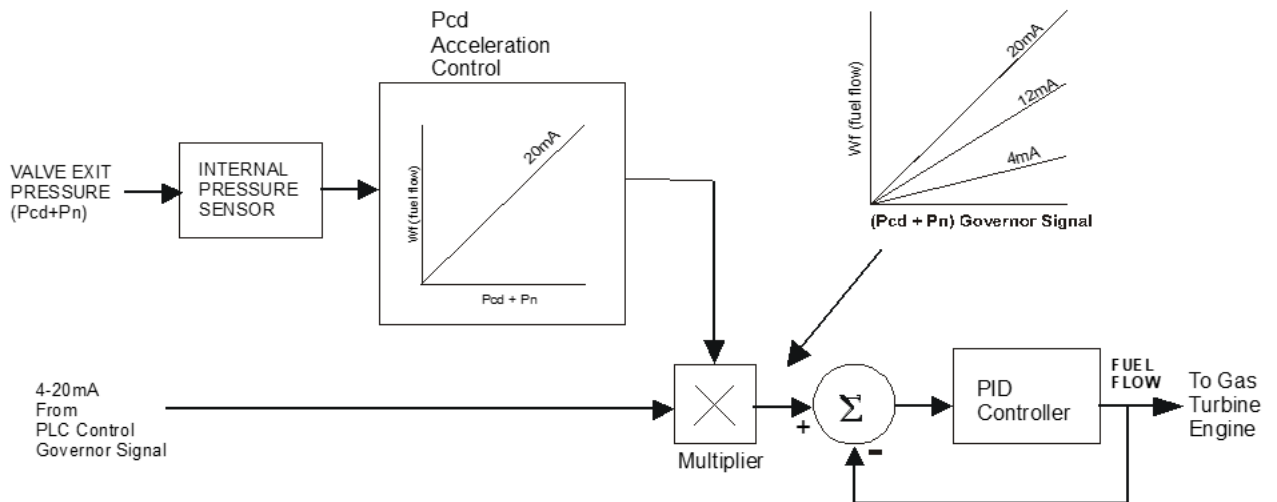 Pcd
Acceleration
Control
20mA
Wf (fuel flow)
Pcd + Pn
VALVE EXIT
PRESSURE
(Pcd+Pn)
INTERNAL
PRESSURE
SENSOR
20mA
12mA
4mA
Wf (fuel flow)
(Pcd + Pn) Governor Signal
4-20mA
From
PLC Control
Governor Signal
Multiplier
+
Σ
-
PID
Controller
FUEL
FLOW
To Gas
Turbine
Engine